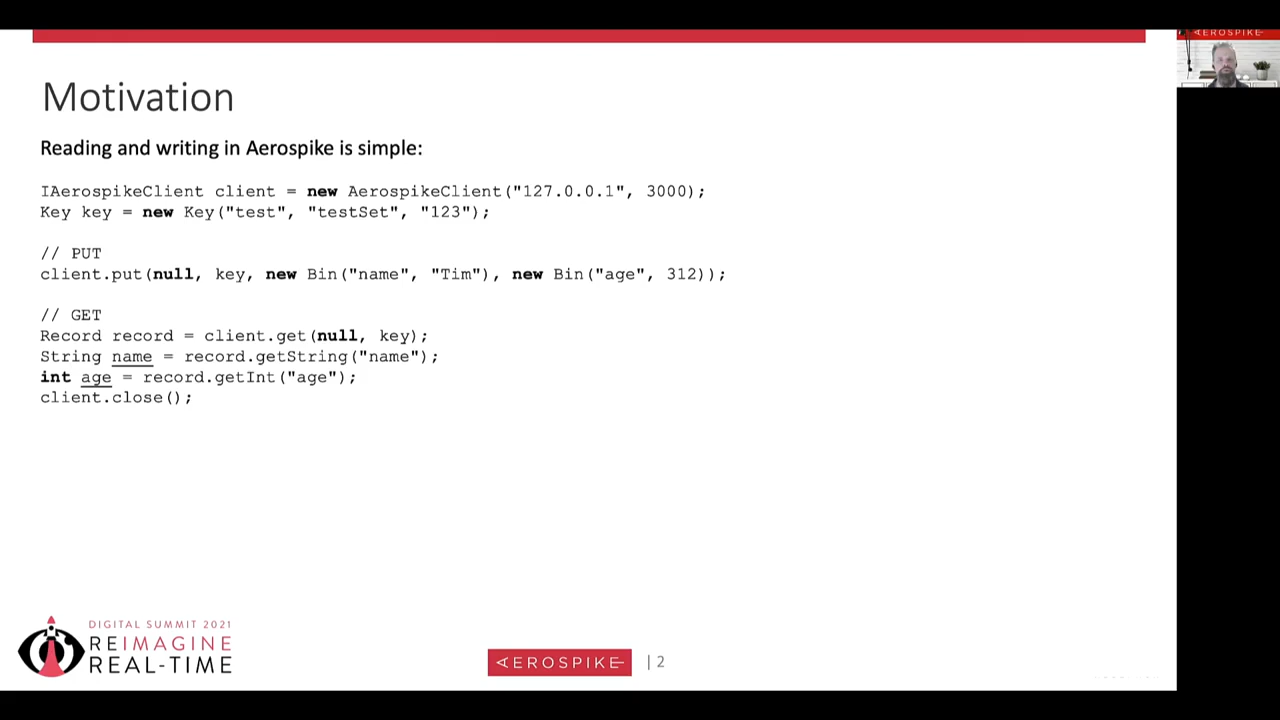 AEROSPIKE
Motivation
Reading and writing in Aerospike is simple:
IAerospikeClient client = new AerospikeClient("127.0.0.1", 3000);
Key key = new Key("test", "testSet", "123");
// PUT
client.put(null, key, new Bin("name", "Tim"), new Bin("age", 312));
// GET
Record record = client.get(null, key);
String name = record.getString("name");
int age = record.getInt("age");
client.close();
DIGITAL SUMMIT 2021
REIMAGINE
REAL-TIME
AEROSPIKE
| 2